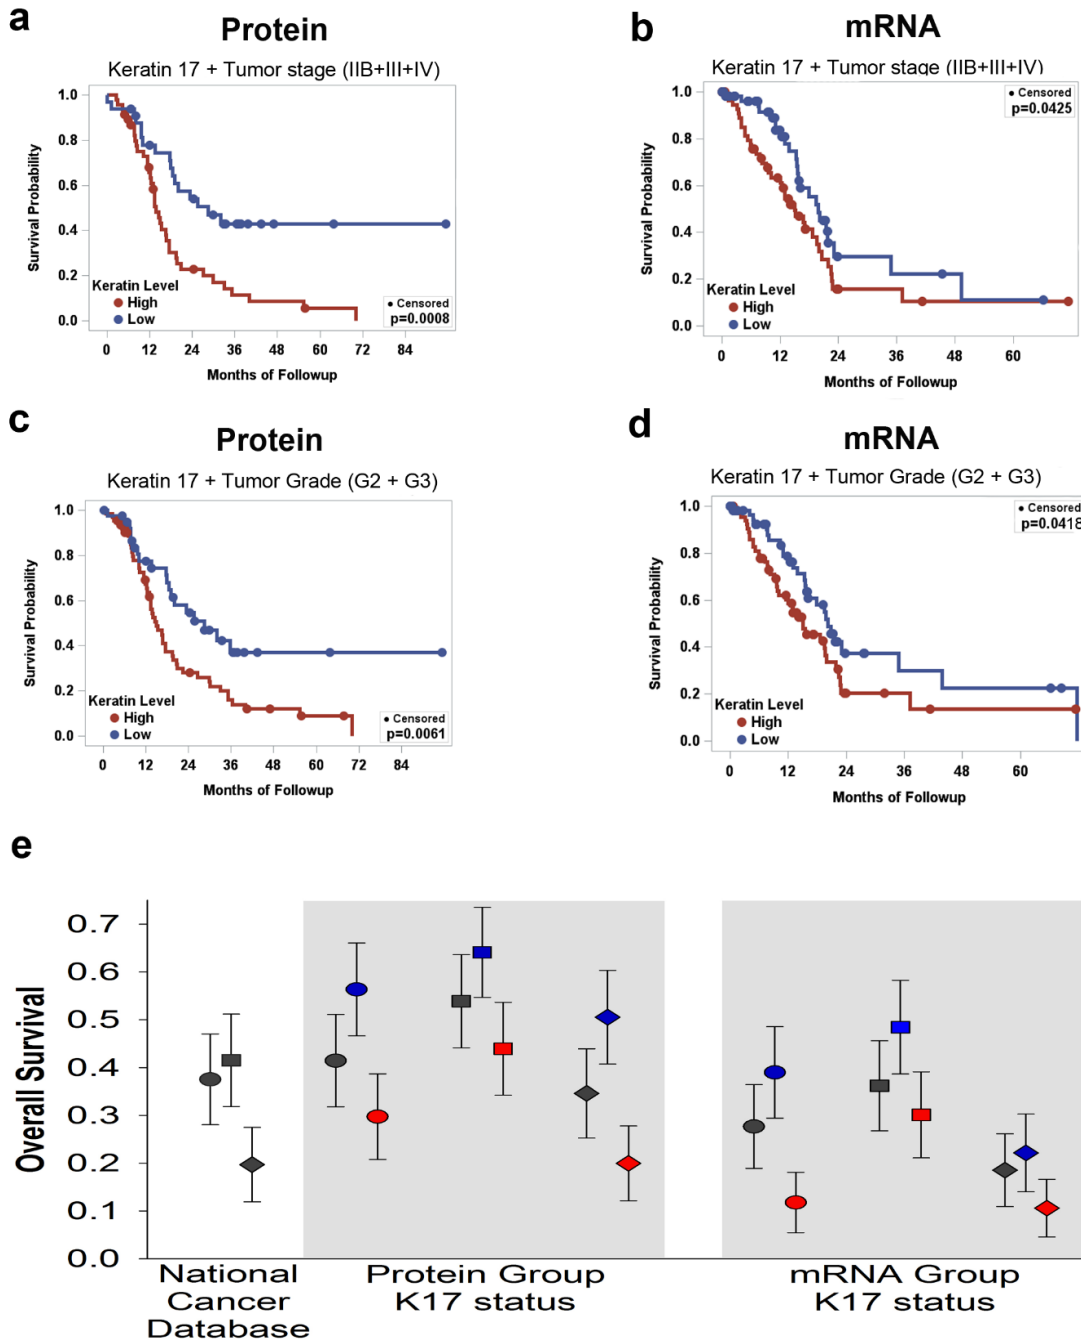 a
Protein
Keratin 17 + Tumor stage (IIB+III+IV)
1.0
0.8
0.6
0.4
0.2
0.0
Survival Probability
Keratin Level
High
Low
Censored
p=0.0008
0 12 24 36 48 60 72 84
Months of Followup
b
mRNA
Keratin 17 + Tumor stage (IIB+III+IV)
1.0
0.8
0.6
0.4
0.2
0.0
Survival Probability
Censored
p=0.0425
Keratin Level
High
Low
0 12 24 36 48 60
Months of Followup
c
Protein
Keratin 17 + Tumor Grade (G2 + G3)
1.0
0.8
0.6
0.4
0.2
0.0
Survival Probability
Keratin Level
High
Low
Censored
p=0.0061
0 12 24 36 48 60 72 84
Months of Followup
d
mRNA
Keratin 17 + Tumor Grade (G2 + G3)
1.0
0.8
0.6
0.4
0.2
0.0
Survival Probability
Censored
p=0.0418
Keratin Level
High
Low
0 12 24 36 48 60
Months of Followup
e
0.7
0.6
0.5
0.4
0.3
0.2
0.1
0.0
Overall Survival
National
Cancer
Database
Protein Group
K17 status
mRNA Group
K17 status